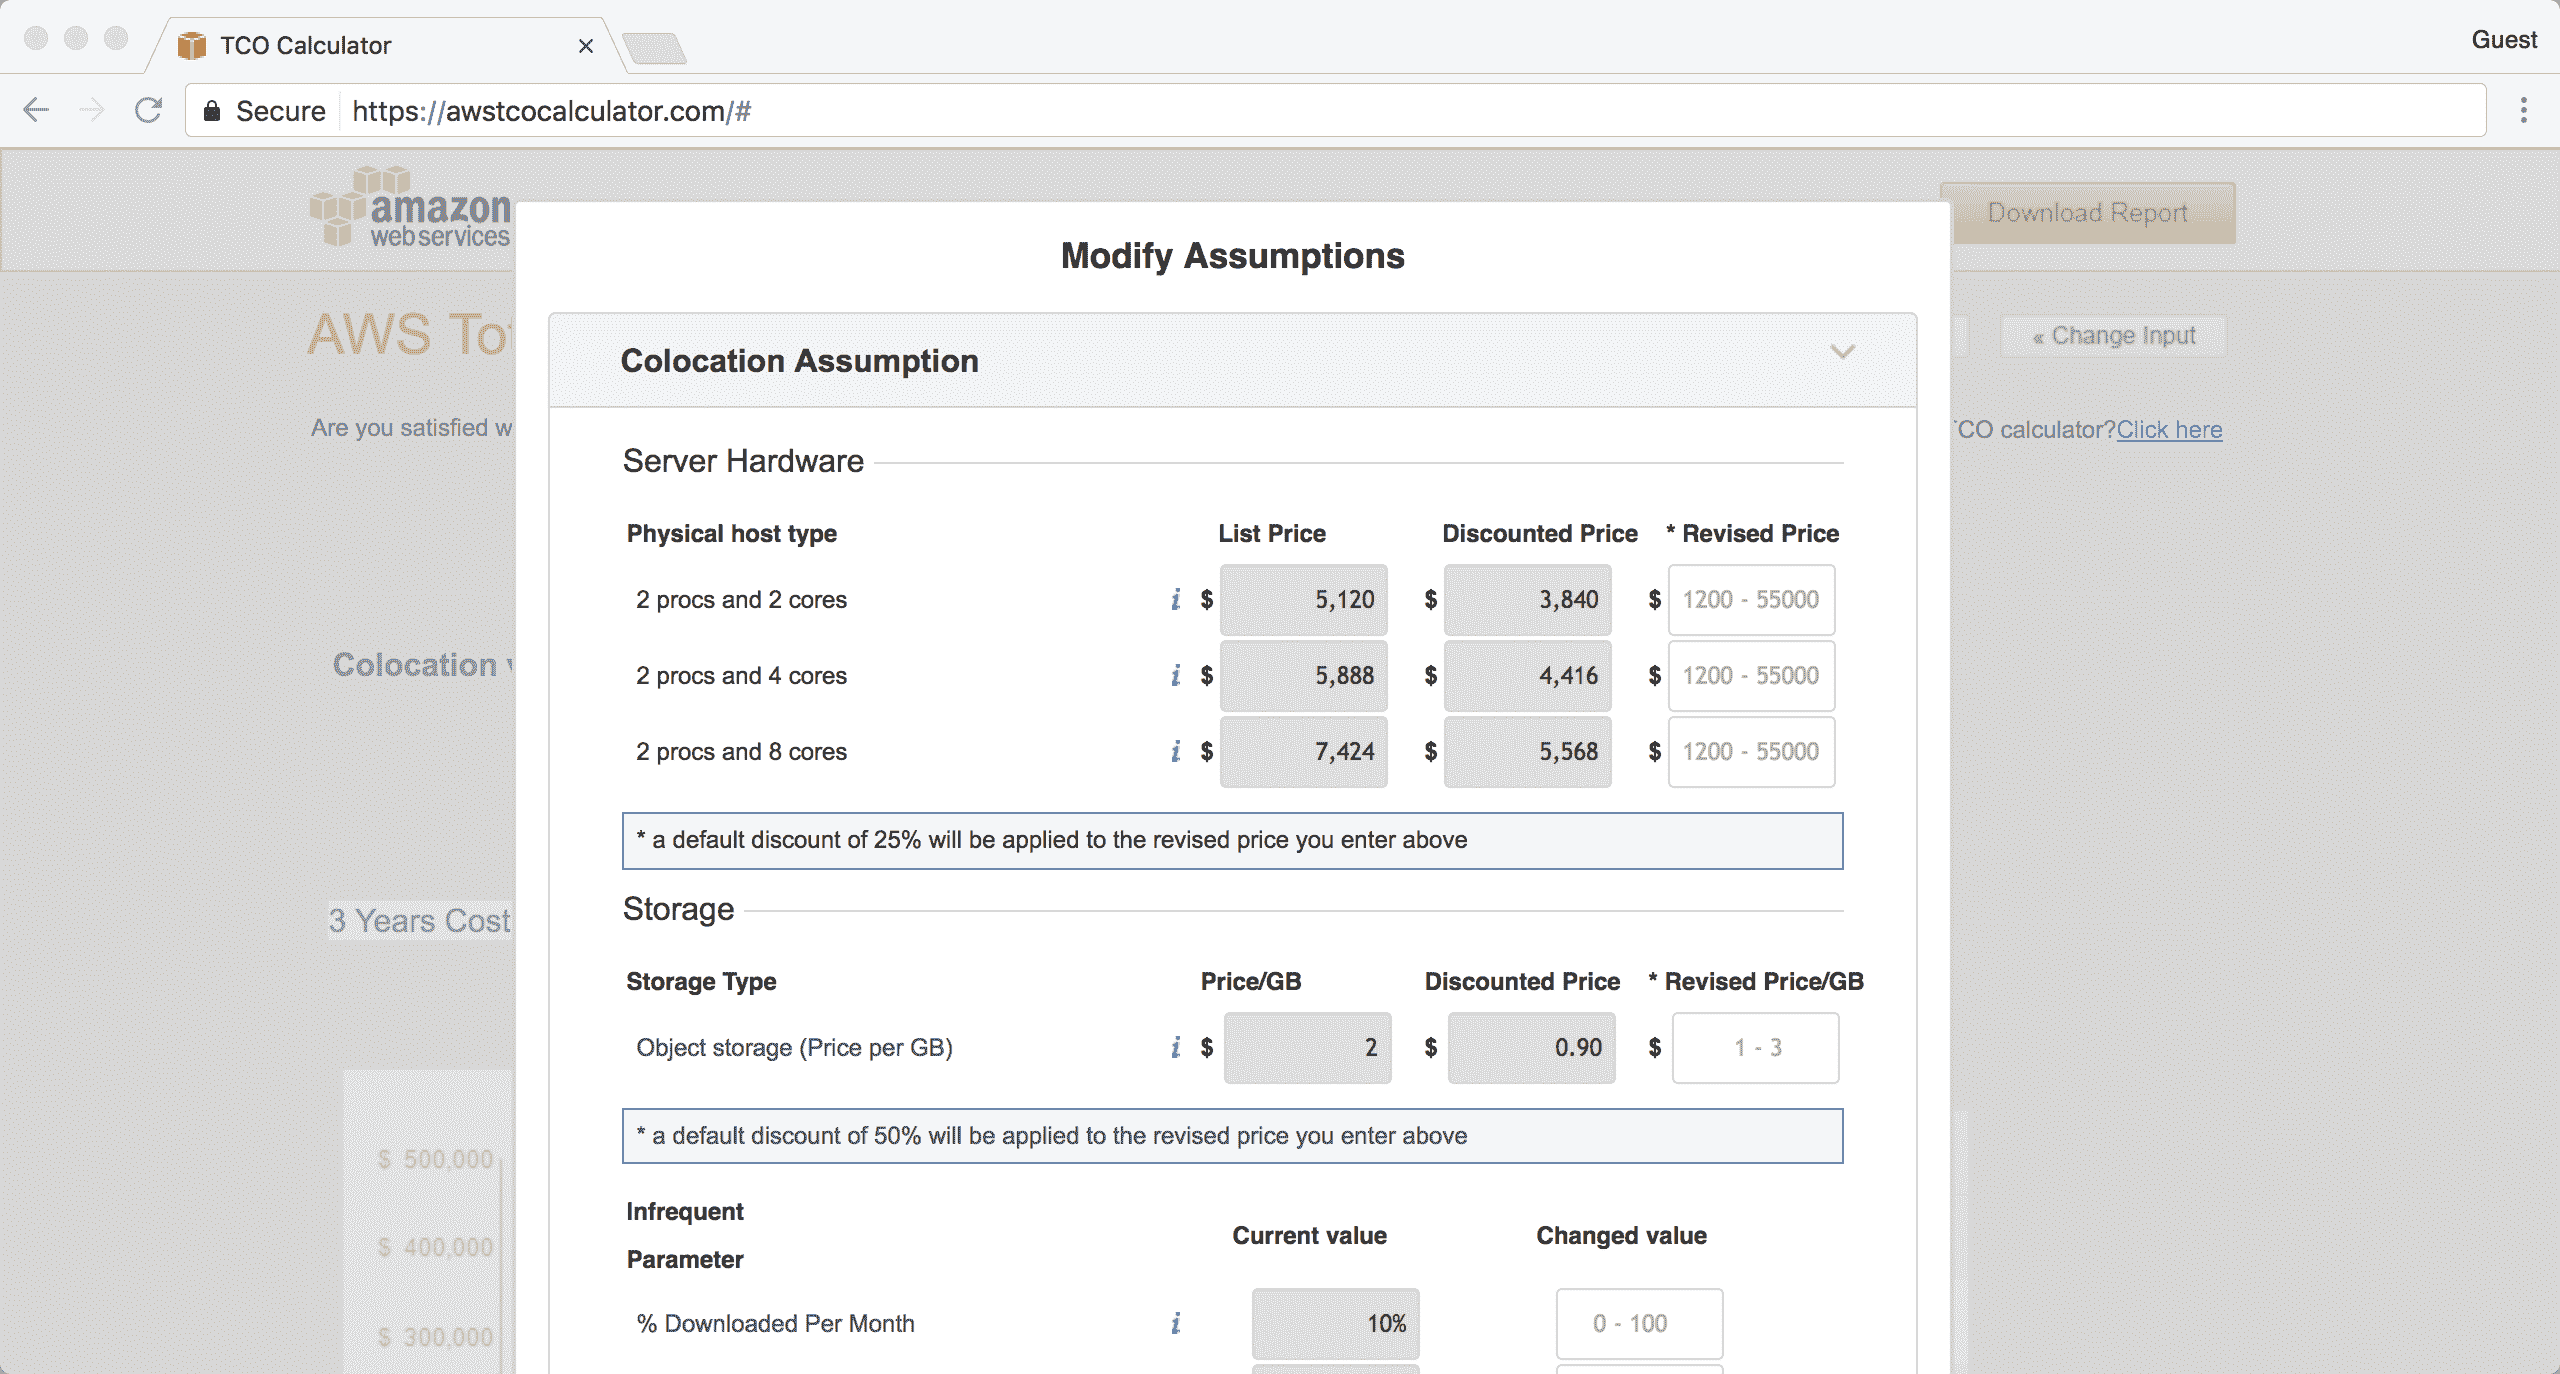 TCO Calculator
Guest
Secure https://awstcocalculator.com/#
amazon
webservices
Download Report
Modify Assumptions
AWS To
« Change Input
Colocation Assumption
Are you satisfied w
TCO calculator?Click here
Server Hardware
Physical host type List Price Discounted Price * Revised Price
2 procs and 2 cores i $ 5,120 $ 3,840 $ 1200 - 55000
2 procs and 4 cores i $ 5,888 $ 4,416 $ 1200 - 55000
Colocation
2 procs and 8 cores i $ 7,424 $ 5,568 $ 1200 - 55000
* a default discount of 25% will be applied to the revised price you enter above
Storage
3 Years Cost
Storage Type Price/GB Discounted Price * Revised Price/GB
Object storage (Price per GB) i $ 2 $ 0.90 $ 1 - 3
* a default discount of 50% will be applied to the revised price you enter above
$ 500,000
Infrequent
Parameter
Current value Changed value
$ 400,000
% Downloaded Per Month i 10% 0 - 100
$ 300,000